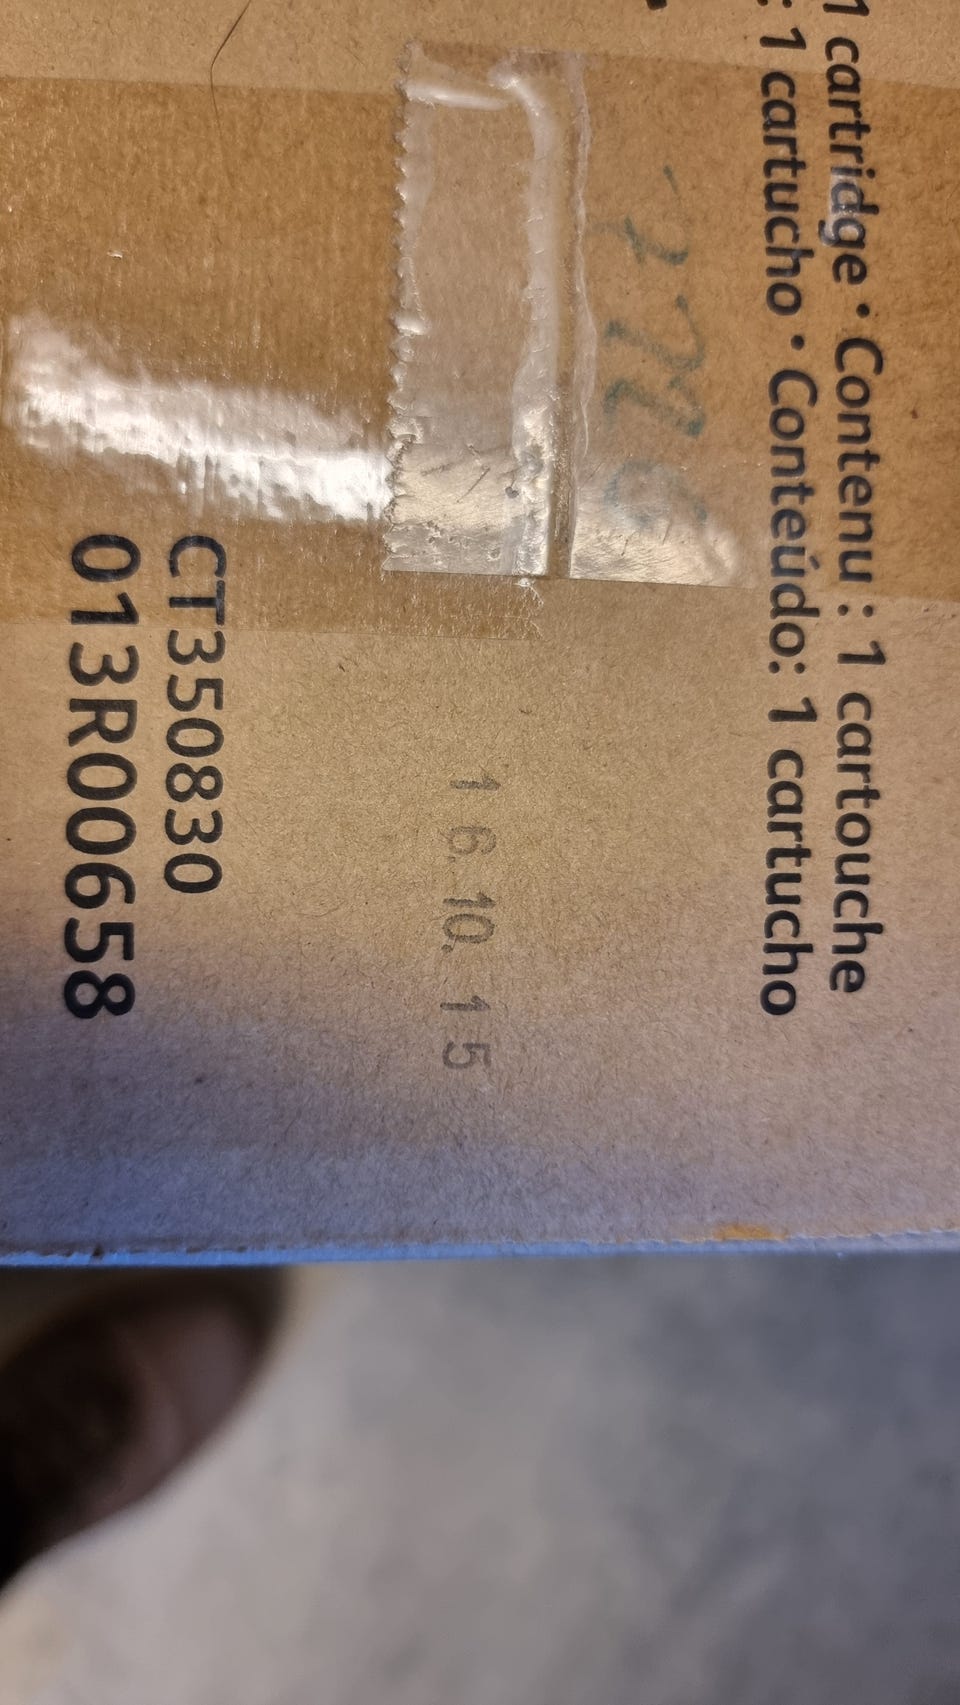 1 cartridge · Contenu : 1 cartouche
: 1 cartucho · Conteúdo: 1 cartucho
16.10.15
CT350830
013R00658